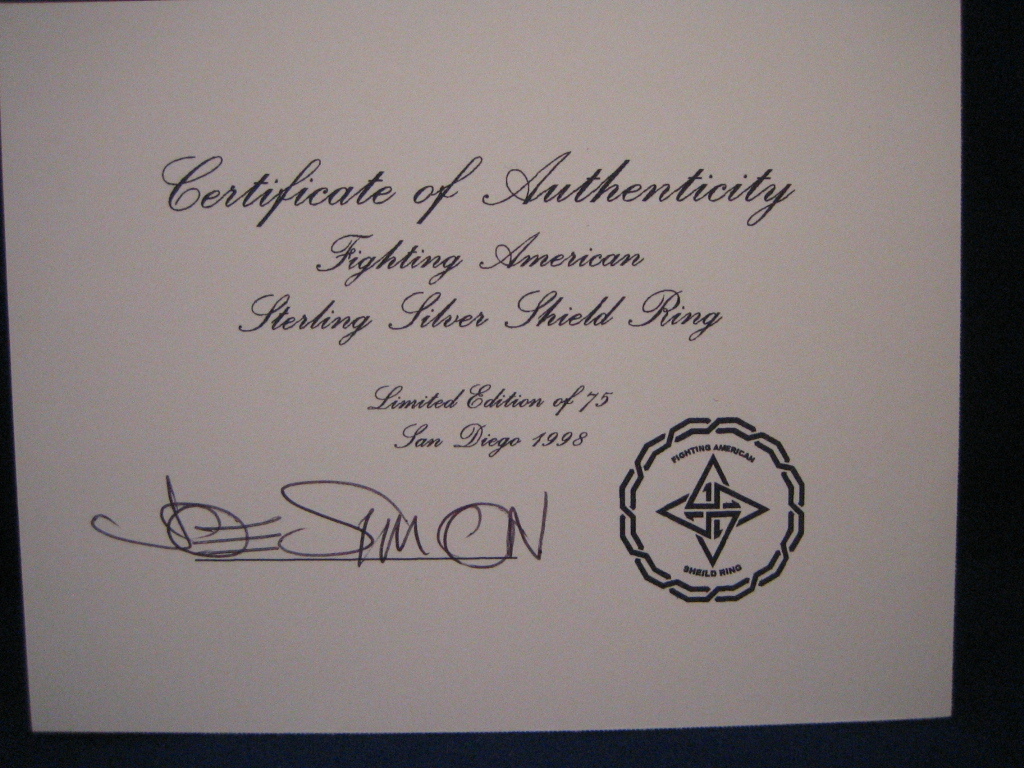 Certificate of Authenticity
Fighting American
Sterling Silver Shield Ring
Limited Edition of 75
San Diego 1998
JOE SIMON
FIGHTING AMERICAN
SHEILD RING